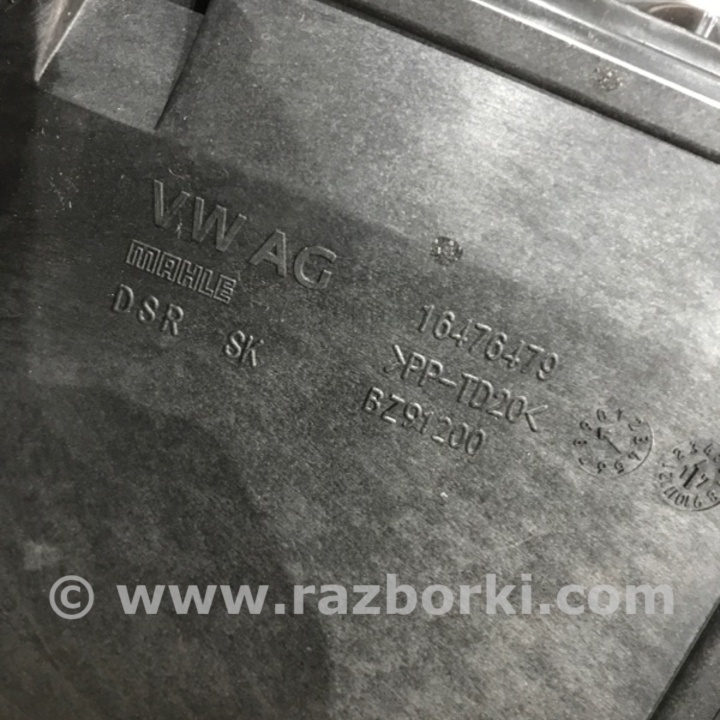 VW AG
MAHLE
DSR SK
16476479
>PP-TD20<
BZ91200
© www.razborki.com